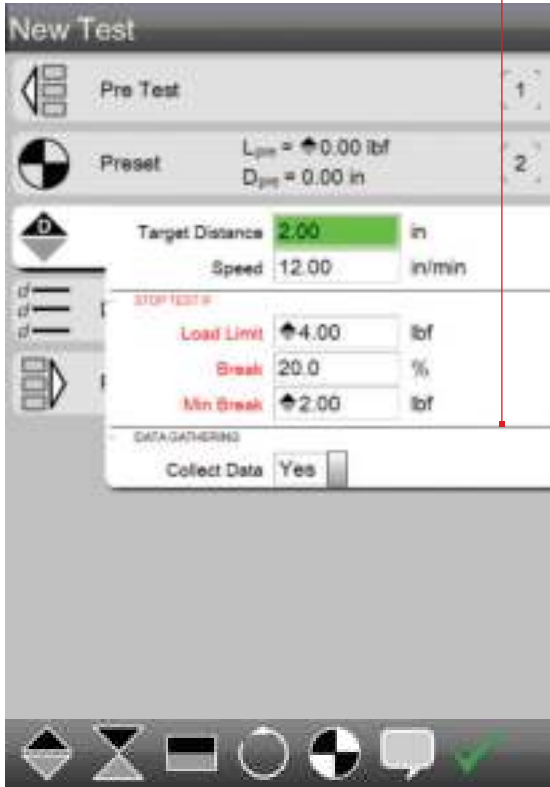 New Test
Pre Test 1
Preset Lpre = 0.00 lbf 2
Dpre = 0.00 in
D
Target Distance 2.00 in
Speed 12.00 in/min
d
d
d
STOP TEST IF
Load Limit 4.00 lbf
Break 20.0 %
Min Break 2.00 lbf
DATA GATHERING
Collect Data Yes